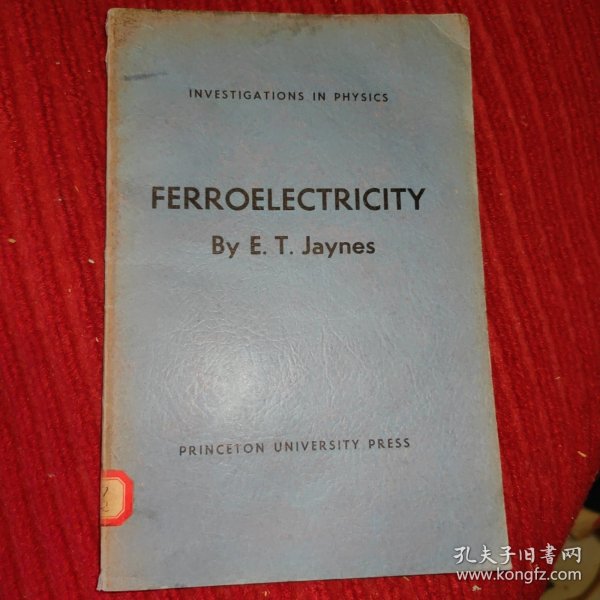 INVESTIGATIONS IN PHYSICS
FERROELECTRICITY
By E. T. Jaynes
PRINCETON UNIVERSITY PRESS
孔夫子旧书网
www.kongfz.com